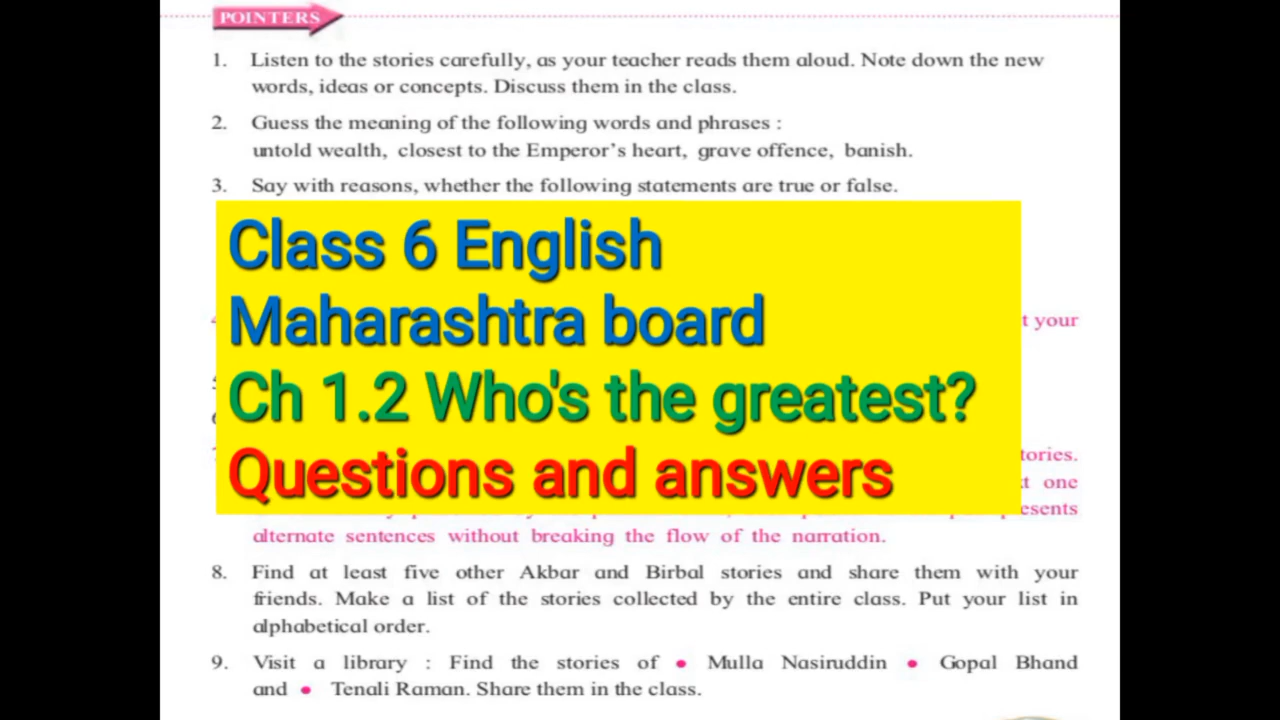 POINTERS
1. Listen to the stories carefully, as your teacher reads them aloud. Note down the new
words, ideas or concepts. Discuss them in the class.
2. Guess the meaning of the following words and phrases :
untold wealth, closest to the Emperor's heart, grave offence, banish.
3. Say with reasons, whether the following statements are true or false.
Class 6 English
Maharashtra board
Ch 1.2 Who's the greatest?
Questions and answers
your
one
alternate sentences without breaking the flow of the narration.
8. Find at least five other Akbar and Birbal stories and share them with your
friends. Make a list of the stories collected by the entire class. Put your list in
alphabetical order.
9. Visit a library : Find the stories of • Mulla Nasiruddin • Gopal Bhand
and • Tenali Raman. Share them in the class.